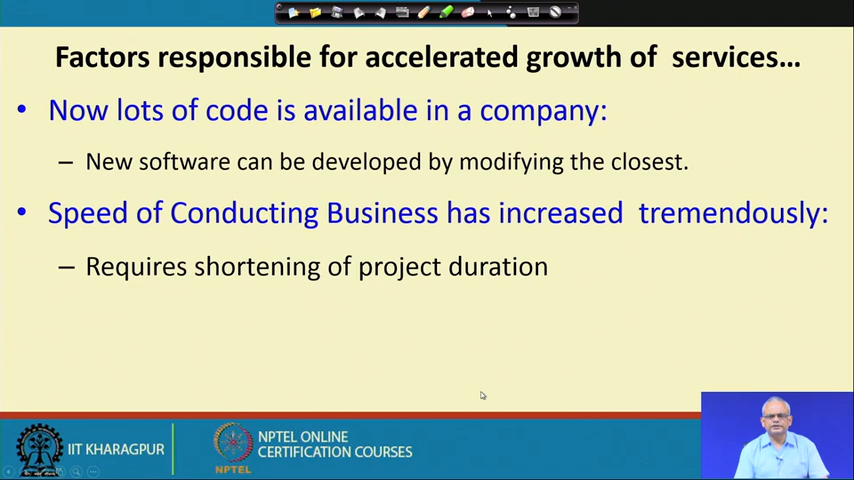 Factors responsible for accelerated growth of services...
• Now lots of code is available in a company:
– New software can be developed by modifying the closest.
• Speed of Conducting Business has increased tremendously:
– Requires shortening of project duration
IIT KHARAGPUR
NPTEL
NPTEL ONLINE
CERTIFICATION COURSES